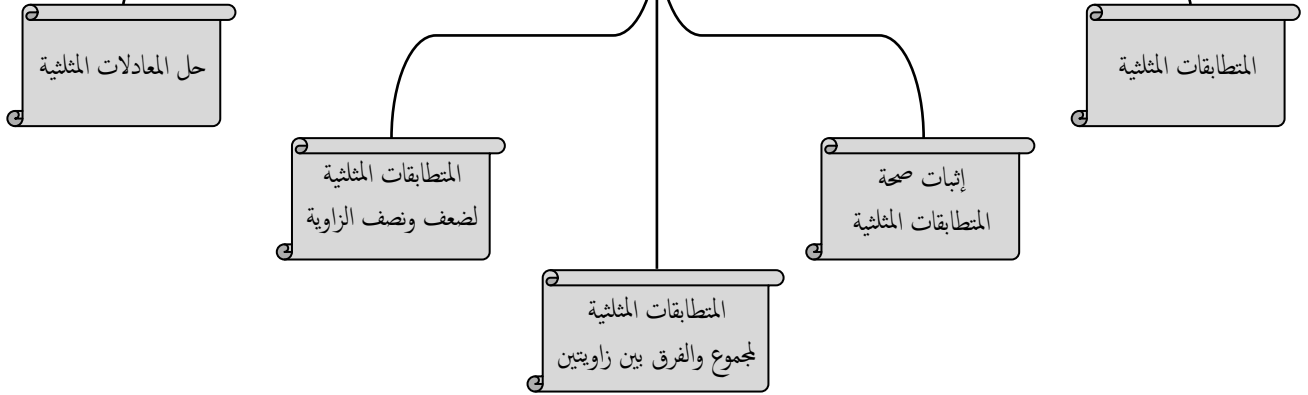 المتطابقات المثلثية
إثبات صحة
المتطابقات المثلثية
المتطابقات المثلثية
لمجموع والفرق بين زاويتين
المتطابقات المثلثية
لضعف ونصف الزاوية
حل المعادلات المثلثية